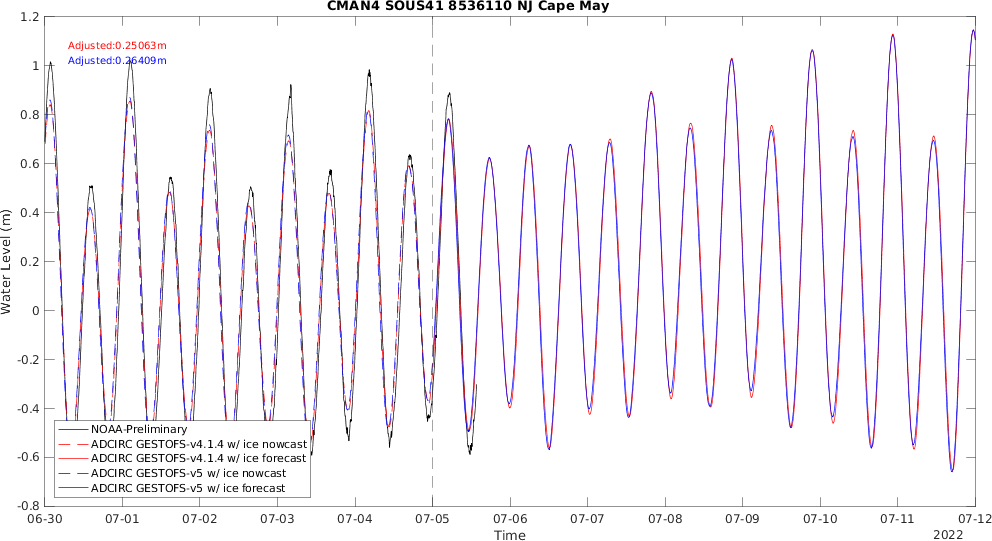 CMAN4 SOUS41 8536110 NJ Cape May
Adjusted:0.25063m
Adjusted:0.26409m
Water Level (m)
1.2
1
0.8
0.6
0.4
0.2
0
-0.2
-0.4
-0.6
-0.8
NOAA-Preliminary
ADCIRC GESTOFS-v4.1.4 w/ ice nowcast
ADCIRC GESTOFS-v4.1.4 w/ ice forecast
ADCIRC GESTOFS-v5 w/ ice nowcast
ADCIRC GESTOFS-v5 w/ ice forecast
06-30 07-01 07-02 07-03 07-04 07-05 07-06 07-07 07-08 07-09 07-10 07-11 07-12
Time
2022